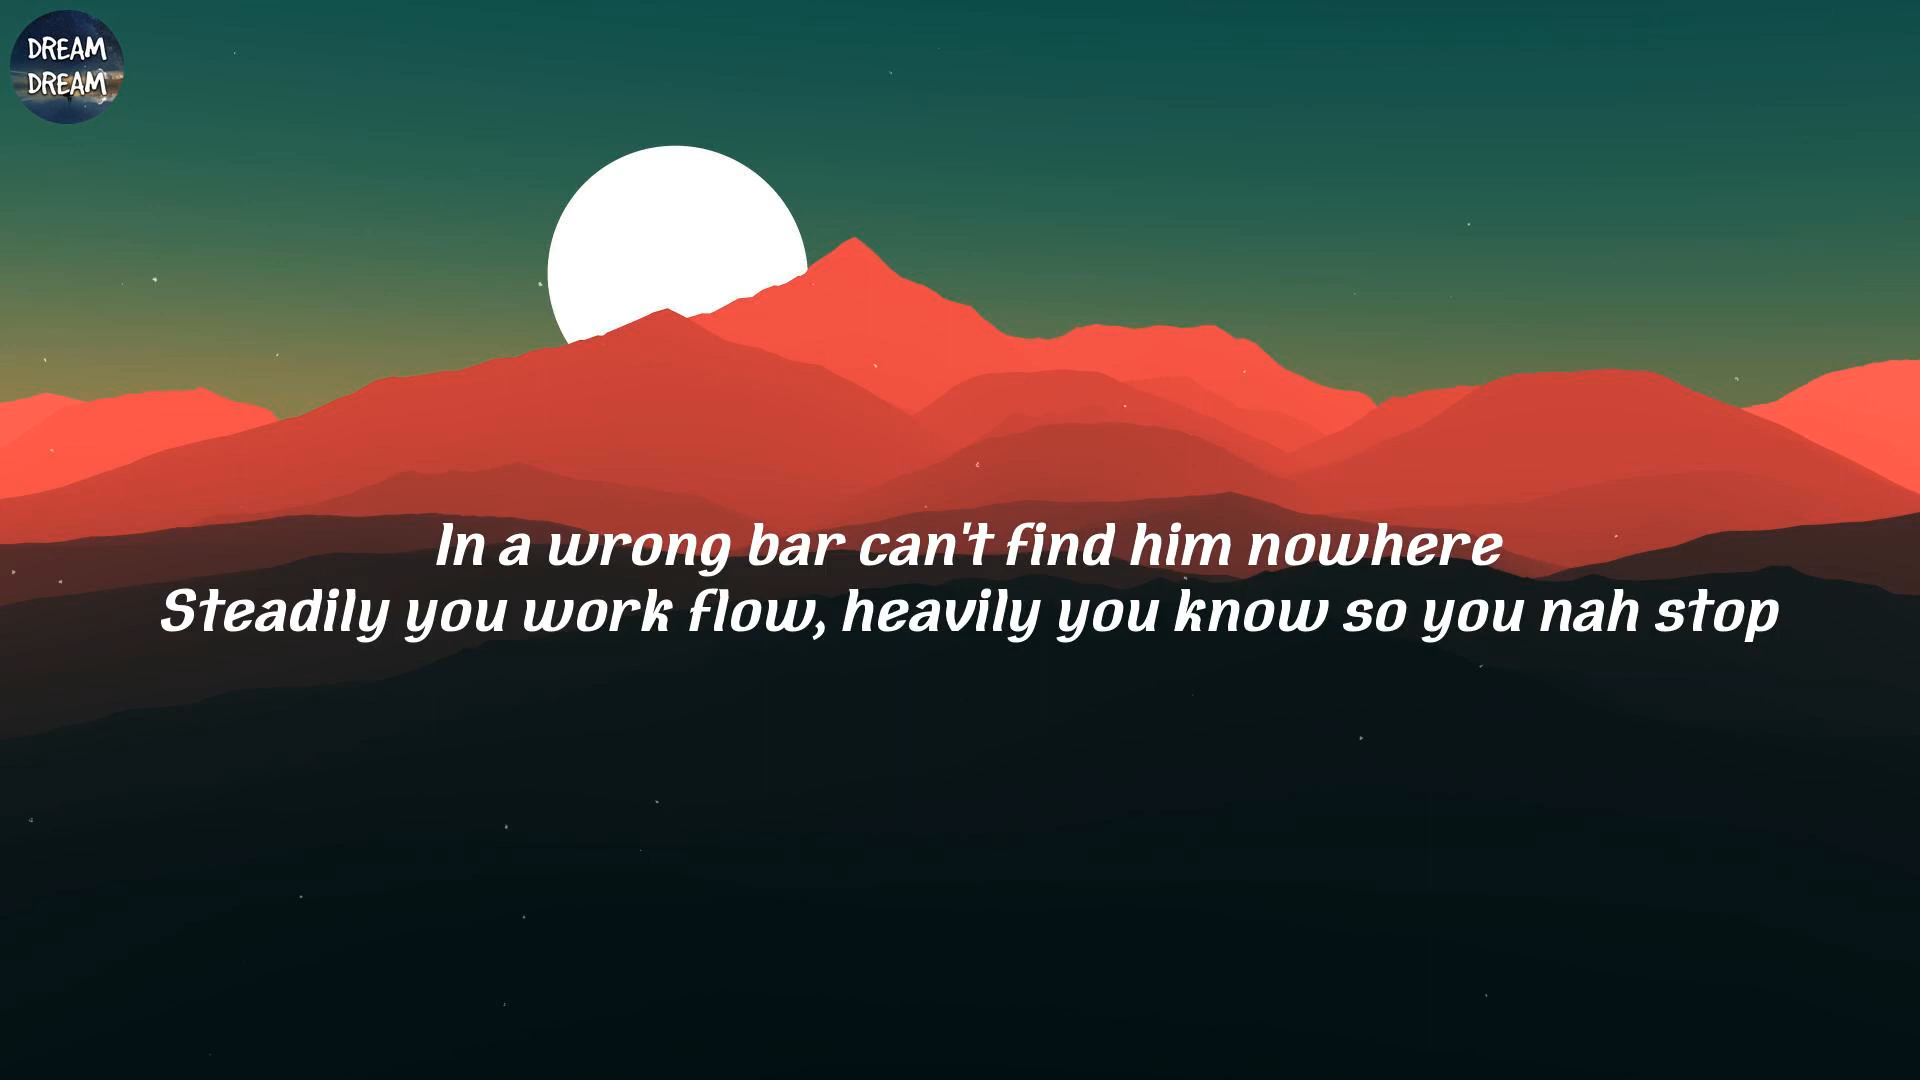 DREAM
DREAM
In a wrong bar can't find him nowhere
Steadily you work flow, heavily you know so you nah stop